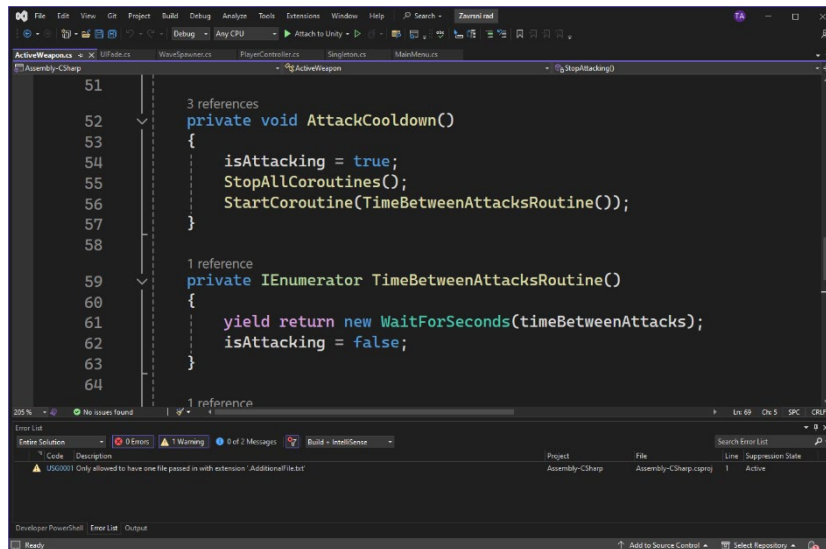 File Edit View Git Project Build Debug Analyze Tools Extensions Window Help Search Zavrsni rad TA
Debug Any CPU Attach to Unity
ActiveWeapon.cs UIFade.cs WaveSpawner.cs PlayerController.cs Singleton.cs MainMenu.cs
Assembly-CSharp ActiveWeapon StopAttacking()
51
3 references
52 private void AttackCooldown()
53 {
54 isAttacking = true;
55 StopAllCoroutines();
56 StartCoroutine(TimeBetweenAttacksRoutine());
57 }
58
1 reference
59 private IEnumerator TimeBetweenAttacksRoutine()
60 {
61 yield return new WaitForSeconds(timeBetweenAttacks);
62 isAttacking = false;
63 }
64
1 reference
205 % No issues found Ln: 69 Ch: 5 SPC CRLF
Error List
Entire Solution 0 Errors 1 Warning 0 of 2 Messages Build + IntelliSense Search Error List
Code Description Project File Line Suppression State
USG0001 Only allowed to have one file passed in with extension '.AdditionalFile.txt' Assembly-CSharp Assembly-CSharp.csproj 1 Active
Developer PowerShell Error List Output
Ready Add to Source Control Select Repository